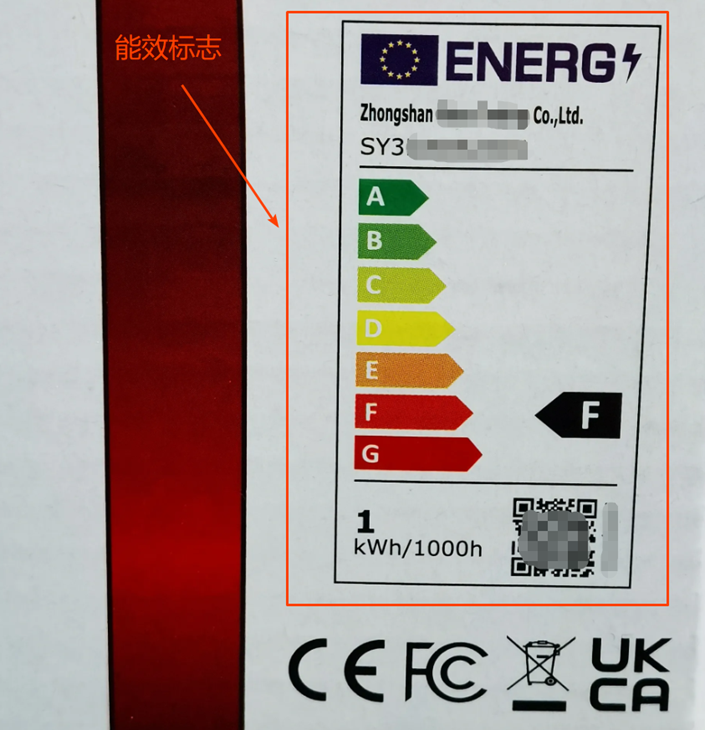 能效标志
ENERG
Zhongshan Co.,Ltd.
SY3
A
B
C
D
E
F
F
G
1
kWh/1000h
CE FC UK
CA